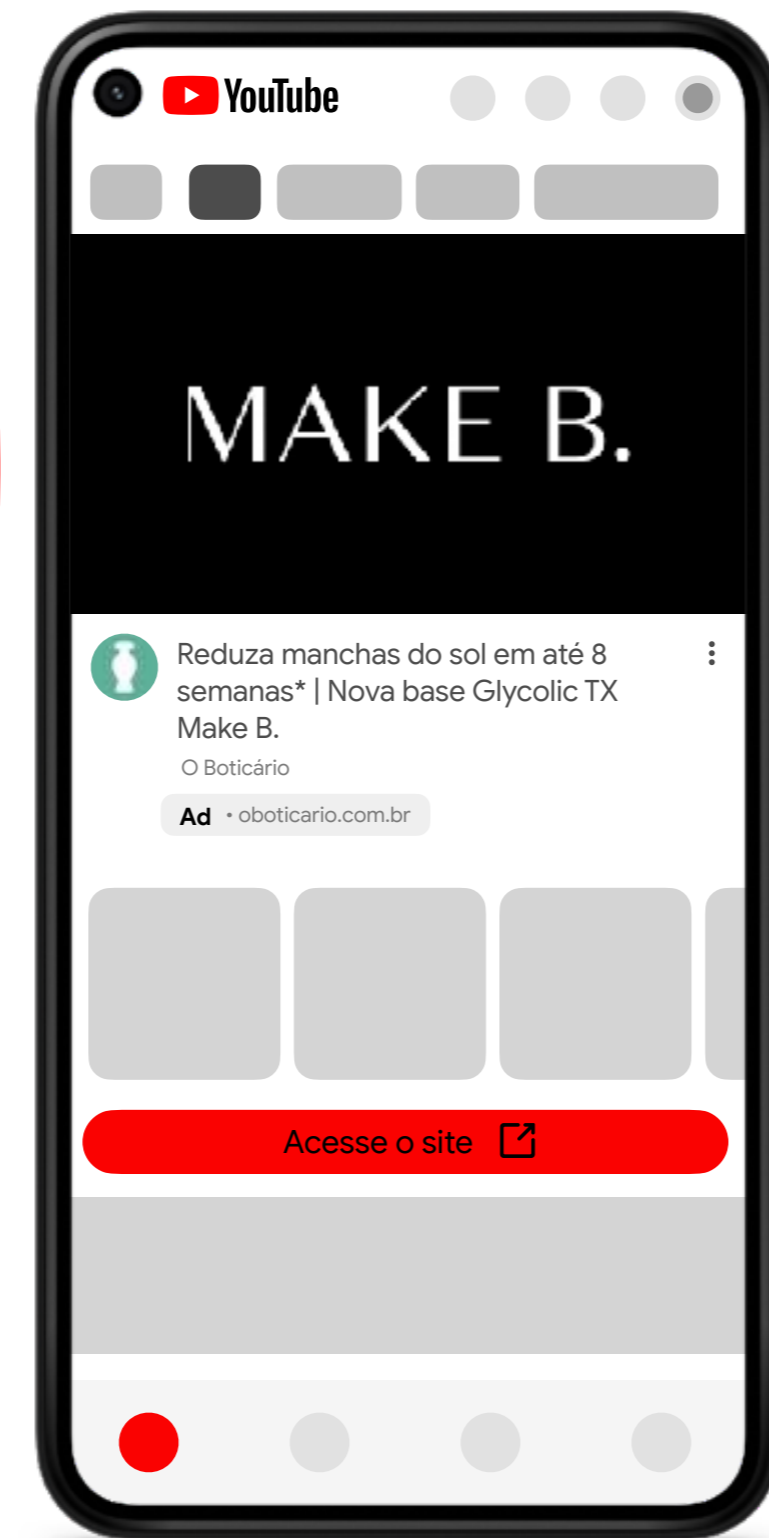 YouTube
MAKE B.
Reduza manchas do sol em até 8
semanas* | Nova base Glycolic TX
Make B.
O Boticário
Ad • oboticario.com.br
Acesse o site